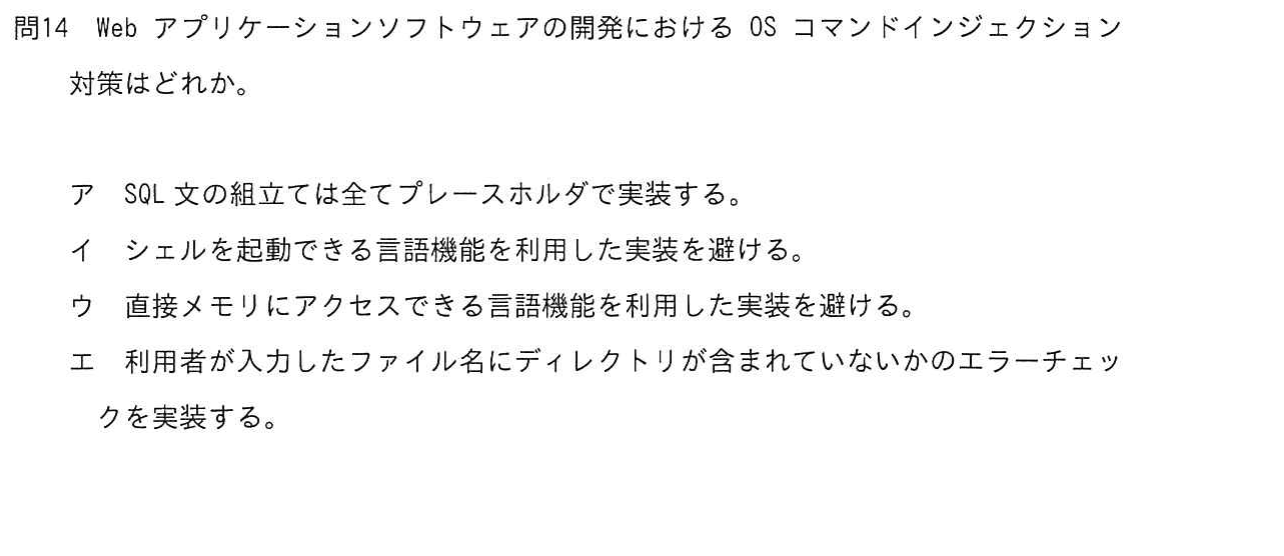 問14　Web アプリケーションソフトウェアの開発における OS コマンドインジェクション
対策はどれか。
ア　SQL 文の組立ては全てプレースホルダで実装する。
イ　シェルを起動できる言語機能を利用した実装を避ける。
ウ　直接メモリにアクセスできる言語機能を利用した実装を避ける。
エ　利用者が入力したファイル名にディレクトリが含まれていないかのエラーチェッ
クを実装する。